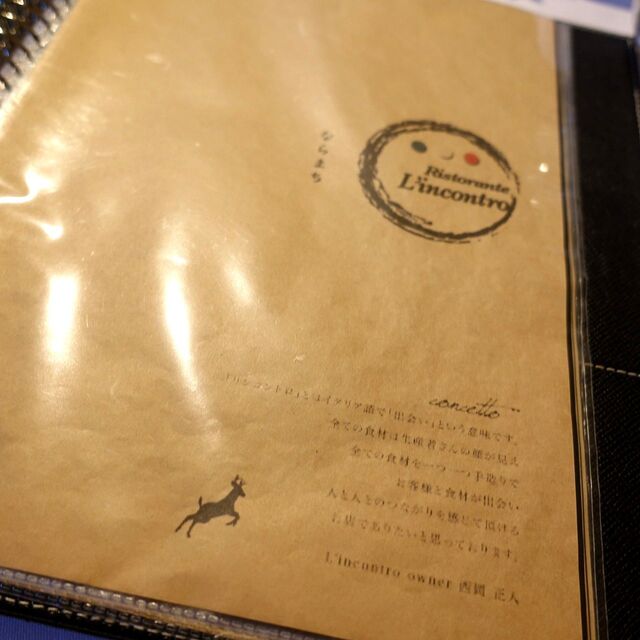 Ristorante
L'incontro
ひしまち
concetto
リンコントロとはイタリア語で「出会い」という意味です。
全ての食材は生産者さんの顔が見え
全ての食材を一つ一つ手造りで
お客様と食材が出会い、
人と人とのつながりを感じて頂ける
お店でありたいと思っております。
L'incontro owner 西岡 正人